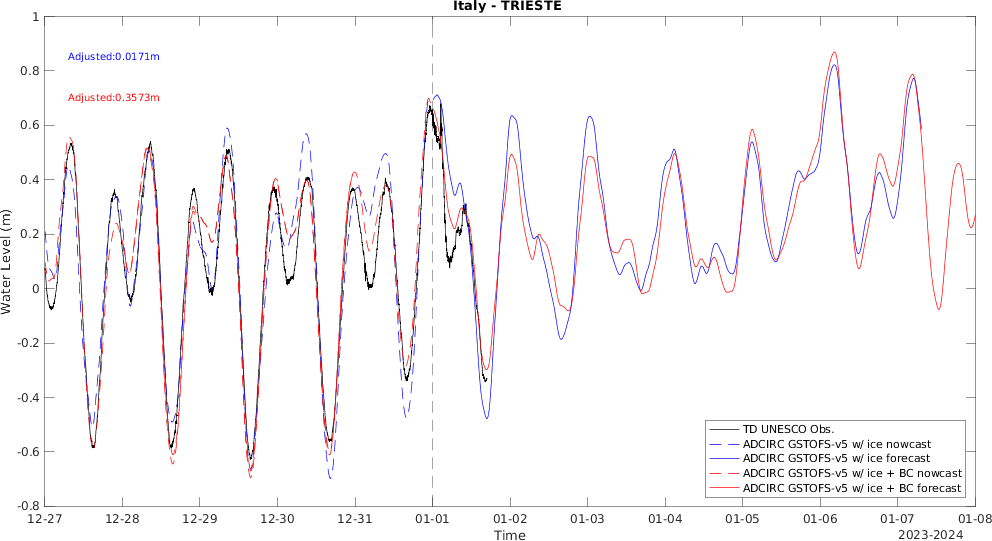 Italy - TRIESTE
Adjusted:0.0171m
Adjusted:0.3573m
Water Level (m)
1
0.8
0.6
0.4
0.2
0
-0.2
-0.4
-0.6
-0.8
TD UNESCO Obs.
ADCIRC GSTOFS-v5 w/ ice nowcast
ADCIRC GSTOFS-v5 w/ ice forecast
ADCIRC GSTOFS-v5 w/ ice + BC nowcast
ADCIRC GSTOFS-v5 w/ ice + BC forecast
12-27 12-28 12-29 12-30 12-31 01-01 01-02 01-03 01-04 01-05 01-06 01-07 01-08
Time
2023-2024